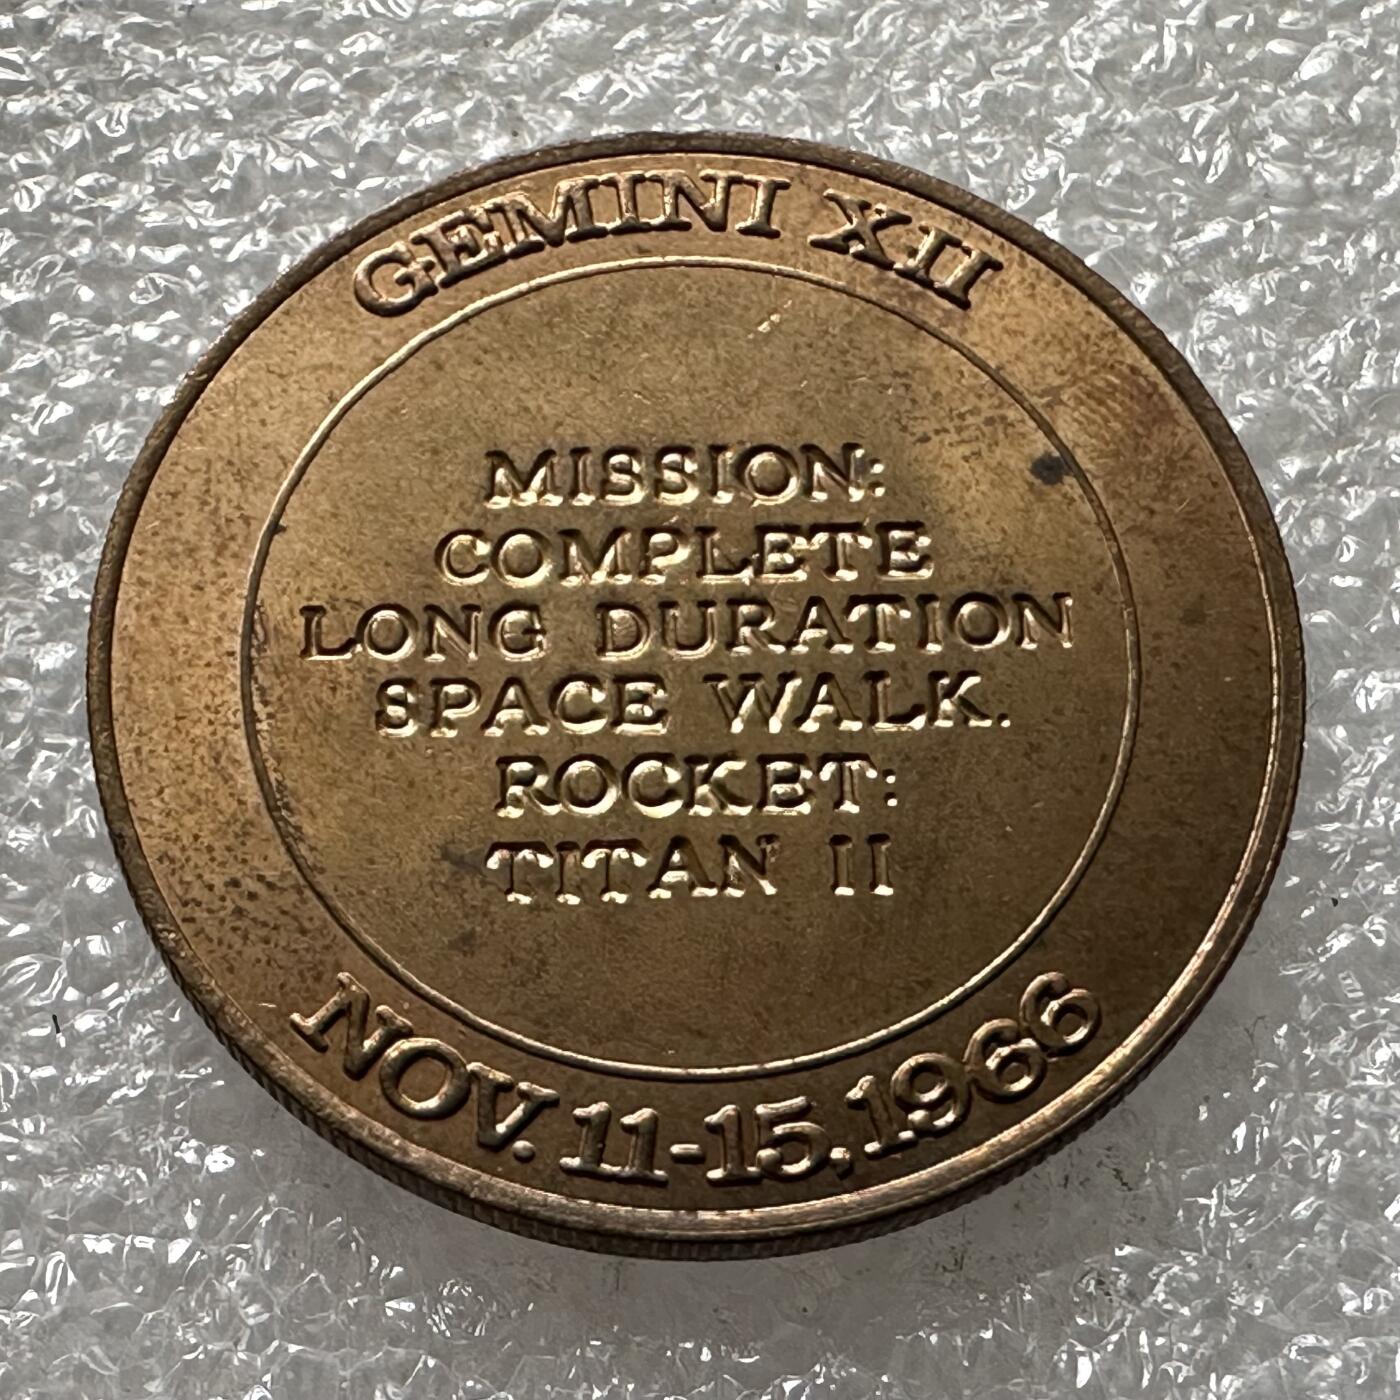 GEMINI XII
MISSION:
COMPLETE
LONG DURATION
SPACE WALK.
ROCKET:
TITAN II
NOV. 11-15, 1966